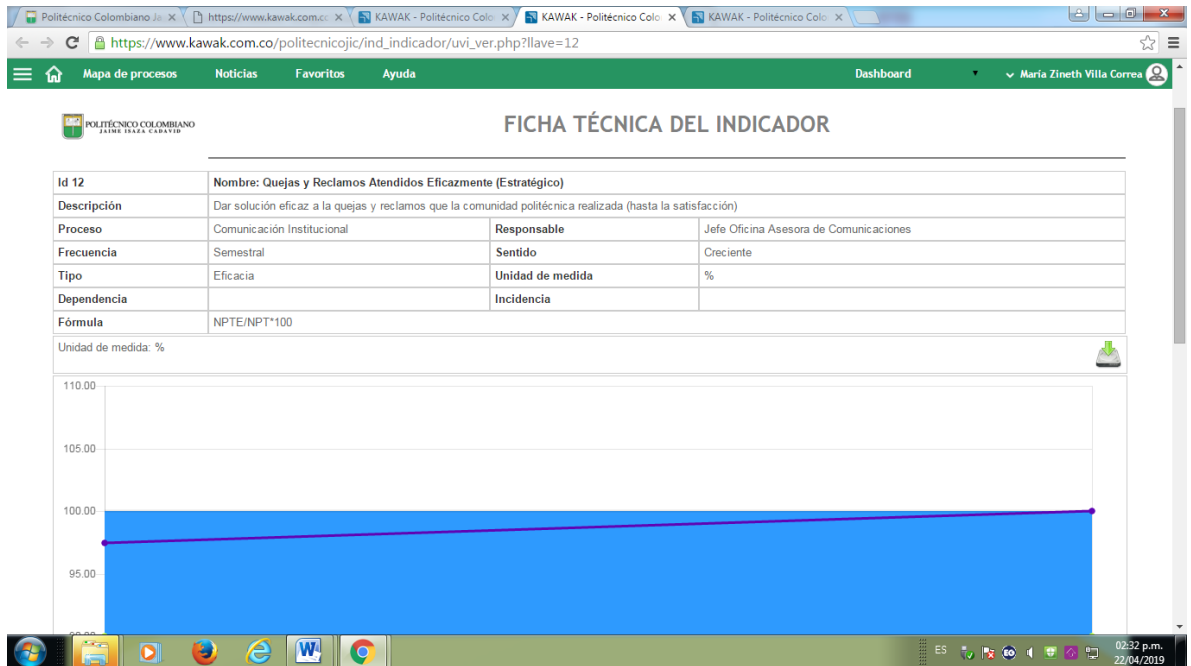 Politécnico Colombiano Ja
https://www.kawak.com.cc
KAWAK - Politécnico Colo
KAWAK - Politécnico Colo
KAWAK - Politécnico Colo
https://www.kawak.com.co/politecnicojic/ind_indicador/uvi_ver.php?llave=12
Mapa de procesos Noticias Favoritos Ayuda Dashboard María Zineth Villa Correa
POLITÉCNICO COLOMBIANO
JAIME ISAZA CADAVID
FICHA TÉCNICA DEL INDICADOR
Id 12 Nombre: Quejas y Reclamos Atendidos Eficazmente (Estratégico)
Descripción Dar solución eficaz a la quejas y reclamos que la comunidad politécnica realizada (hasta la satisfacción)
Proceso Comunicación Institucional Responsable Jefe Oficina Asesora de Comunicaciones
Frecuencia Semestral Sentido Creciente
Tipo Eficacia Unidad de medida %
Dependencia Incidencia
Fórmula NPTE/NPT*100
Unidad de medida: %
110.00
105.00
100.00
95.00
ES 02:32 p.m.
22/04/2019